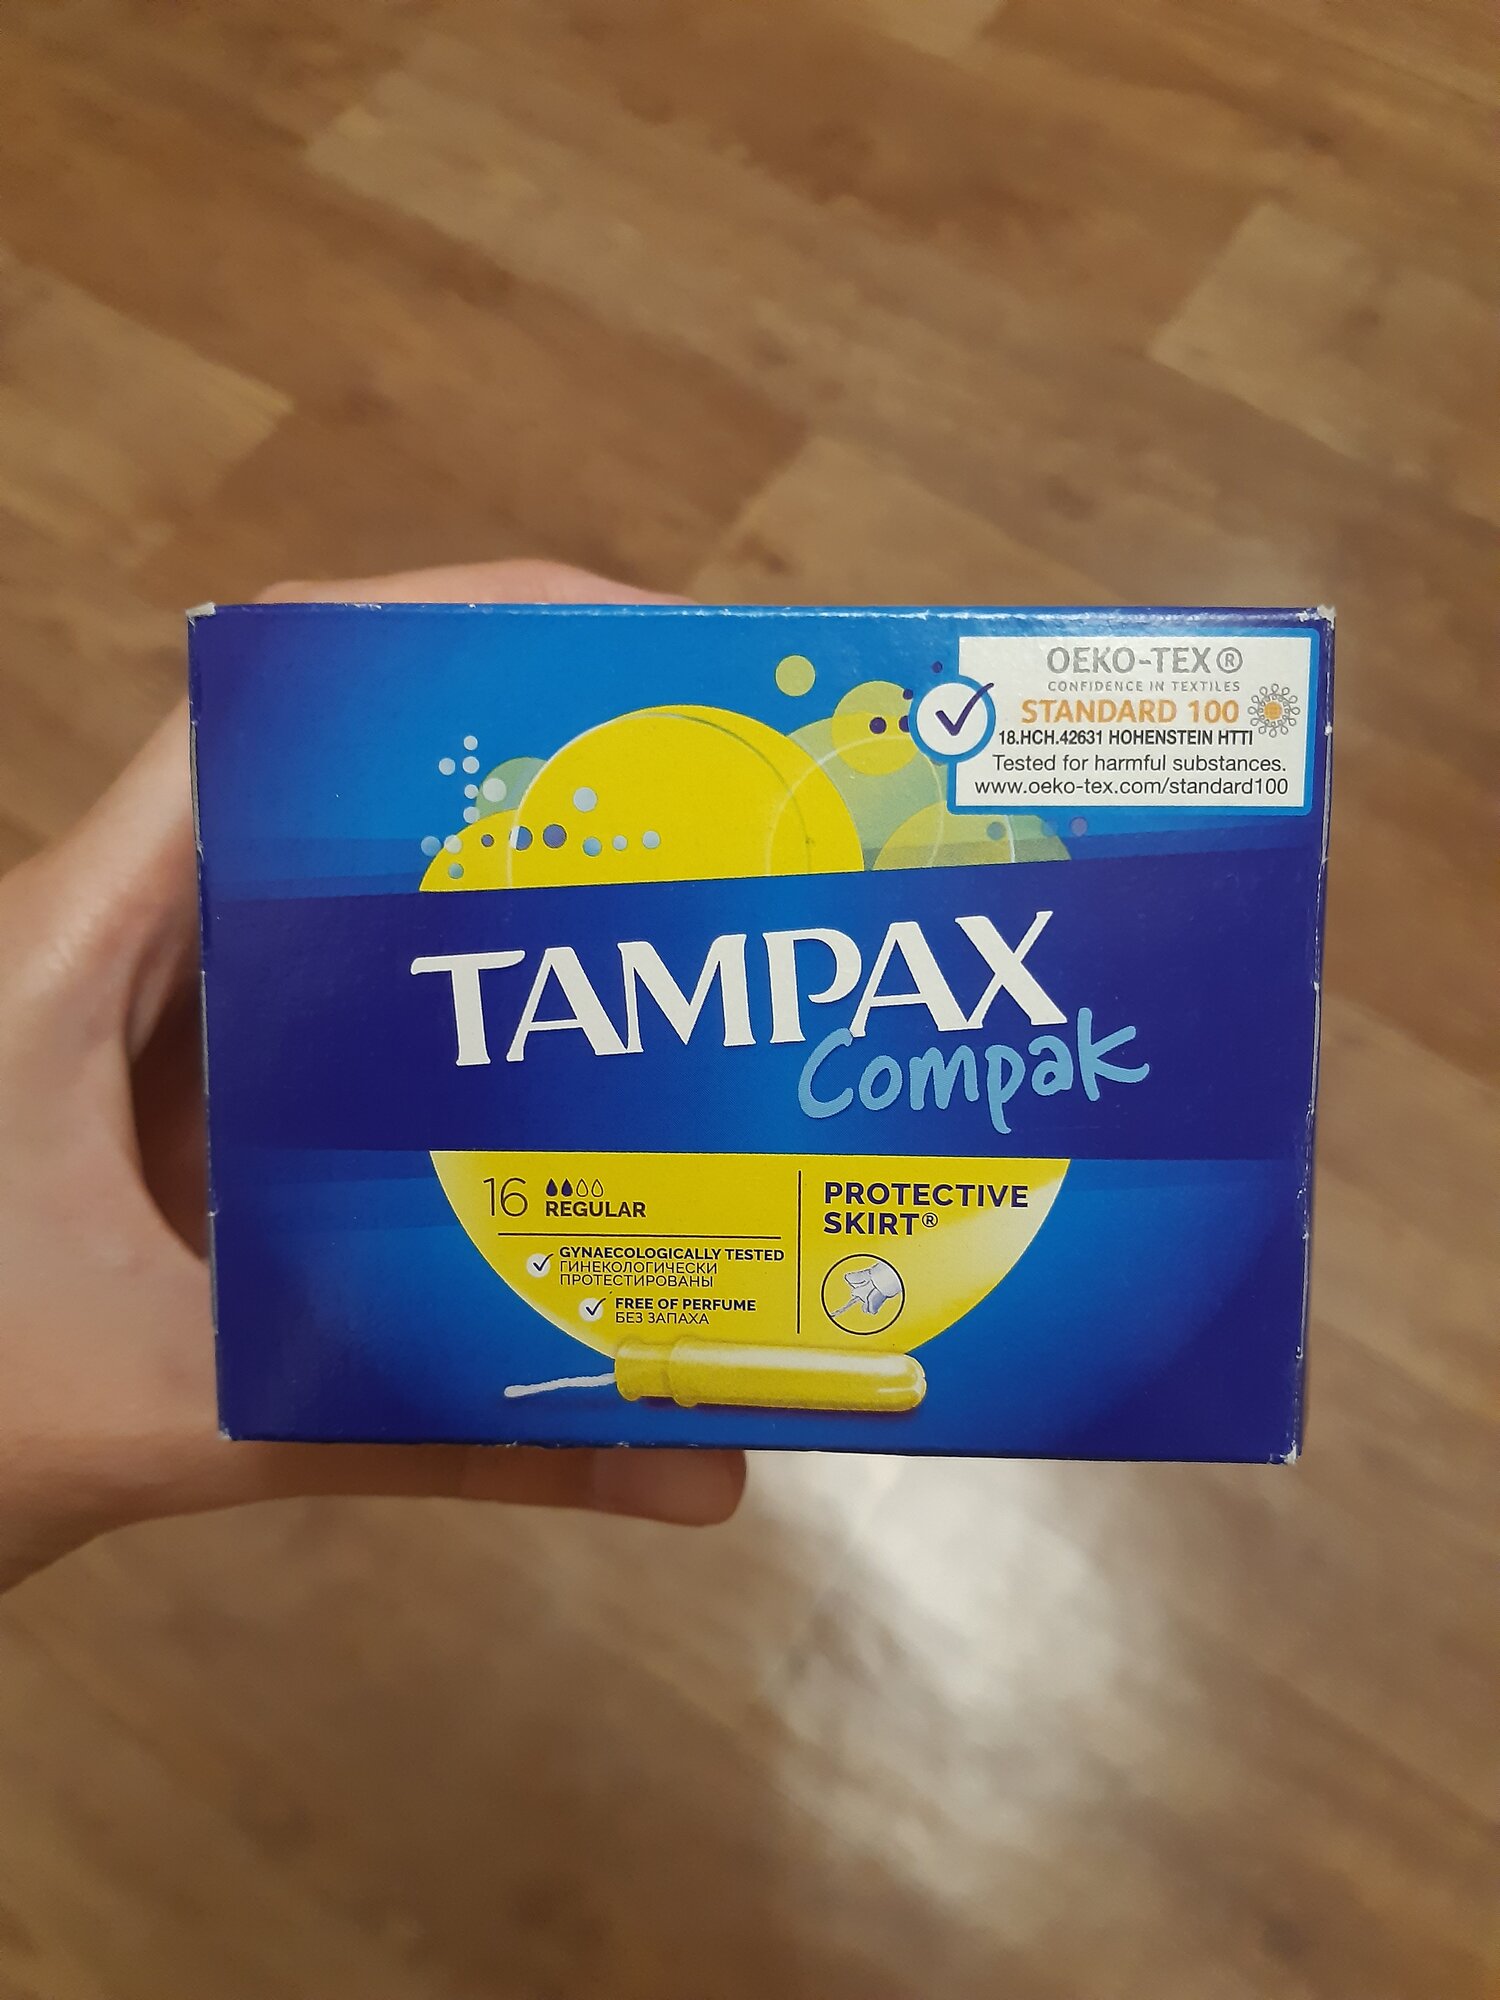 OEKO-TEX®
CONFIDENCE IN TEXTILES
STANDARD 100
18.HCH.42631 HOHENSTEIN HTTI
Tested for harmful substances.
www.oeko-tex.com/standard100
TAMPAX
Compak
16 REGULAR
GYNAECOLOGICALLY TESTED
ГИНЕКОЛОГИЧЕСКИ
ПРОТЕСТИРОВАНЫ
FREE OF PERFUME
БЕЗ ЗАПАХА
PROTECTIVE
SKIRT®